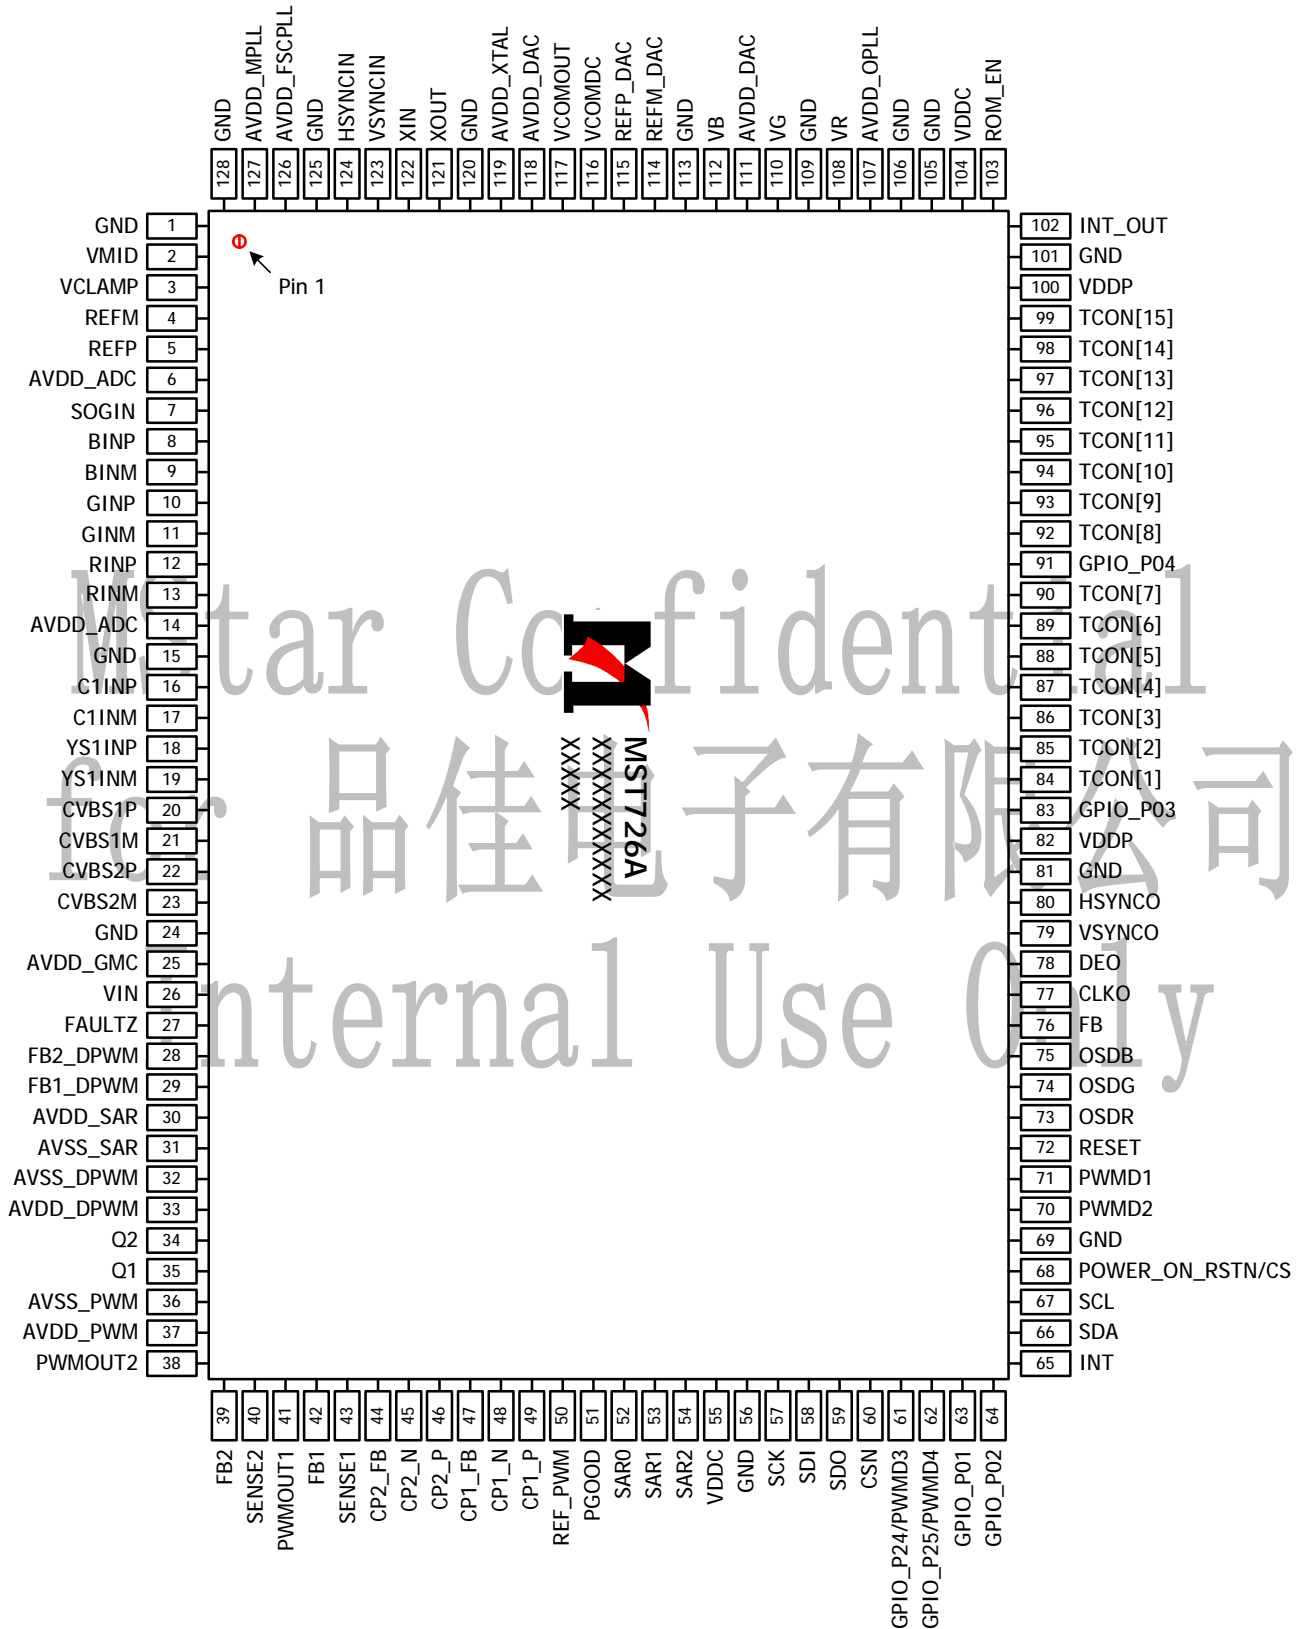 GND 128
AVDD_MPLL 127
AVDD_FSCPLL 126
GND 125
HSYNCIN 124
VSYNCIN 123
XIN 122
XOUT 121
GND 120
AVDD_XTAL 119
AVDD_DAC 118
VCOMOUT 117
VCOMDC 116
REFP_DAC 115
REFM_DAC 114
GND 113
VB 112
AVDD_DAC 111
VG 110
GND 109
VR 108
AVDD_OPLL 107
GND 106
GND 105
VDDC 104
ROM_EN 103
GND 1
VMID 2
VCLAMP 3
REFM 4
REFP 5
AVDD_ADC 6
SOGIN 7
BINP 8
BINM 9
GINP 10
GINM 11
RINP 12
RINM 13
AVDD_ADC 14
GND 15
C1INP 16
C1INM 17
YS1INP 18
YS1INM 19
CVBS1P 20
CVBS1M 21
CVBS2P 22
CVBS2M 23
GND 24
AVDD_GMC 25
VIN 26
FAULTZ 27
FB2_DPWM 28
FB1_DPWM 29
AVDD_SAR 30
AVSS_SAR 31
AVSS_DPWM 32
AVDD_DPWM 33
Q2 34
Q1 35
AVSS_PWM 36
AVDD_PWM 37
PWMOUT2 38
Pin 1
MST726A
XXXXXXXXXXXXX
XXXXX
MStar Confidential
for 品佳电子有限公司
Internal Use Only
102 INT_OUT
101 GND
100 VDDP
99 TCON[15]
98 TCON[14]
97 TCON[13]
96 TCON[12]
95 TCON[11]
94 TCON[10]
93 TCON[9]
92 TCON[8]
91 GPIO_P04
90 TCON[7]
89 TCON[6]
88 TCON[5]
87 TCON[4]
86 TCON[3]
85 TCON[2]
84 TCON[1]
83 GPIO_P03
82 VDDP
81 GND
80 HSYNCO
79 VSYNCO
78 DEO
77 CLKO
76 FB
75 OSDB
74 OSDG
73 OSDR
72 RESET
71 PWMD1
70 PWMD2
69 GND
68 POWER_ON_RSTN/CS
67 SCL
66 SDA
65 INT
39 FB2
40 SENSE2
41 PWMOUT1
42 FB1
43 SENSE1
44 CP2_FB
45 CP2_N
46 CP2_P
47 CP1_FB
48 CP1_N
49 CP1_P
50 REF_PWM
51 PGOOD
52 SAR0
53 SAR1
54 SAR2
55 VDDC
56 GND
57 SCK
58 SDI
59 SDO
60 CSN
61 GPIO_P24/PWMD3
62 GPIO_P25/PWMD4
63 GPIO_P01
64 GPIO_P02